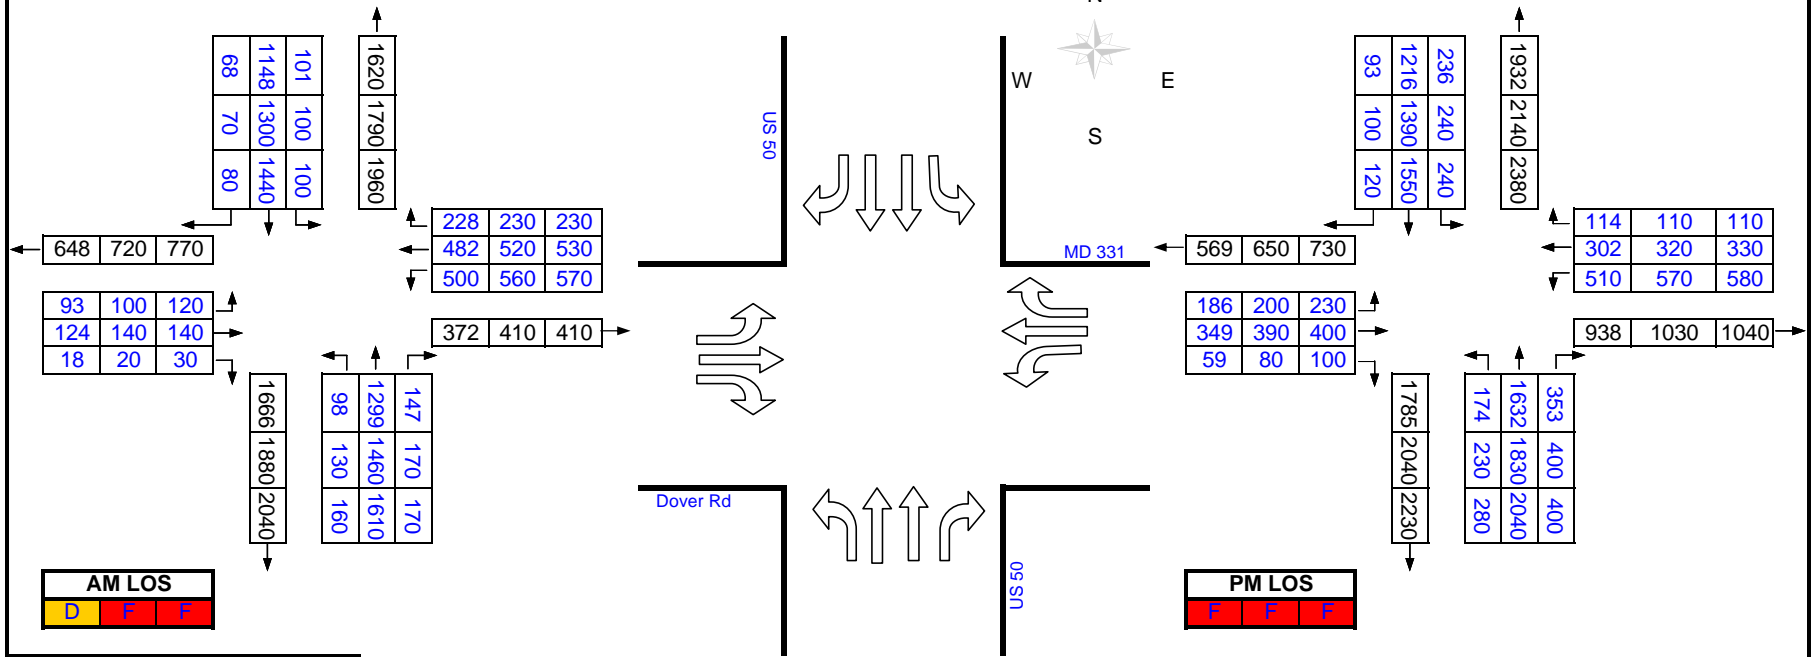 N
W E
S
US 50
MD 331
Dover Rd
US 50
68 1148 101
70 1300 100
80 1440 100
1620 1790 1960
228 230 230
482 520 530
500 560 570
648 720 770
93 100 120
124 140 140
18 20 30
372 410 410
1666 1880 2040
98 1299 147
130 1460 170
160 1610 170
AM LOS
D F F
93 1216 236
100 1390 240
120 1550 240
1932 2140 2380
114 110 110
302 320 330
510 570 580
569 650 730
186 200 230
349 390 400
59 80 100
938 1030 1040
1785 2040 2230
174 1632 353
230 1830 400
280 2040 400
PM LOS
F F F